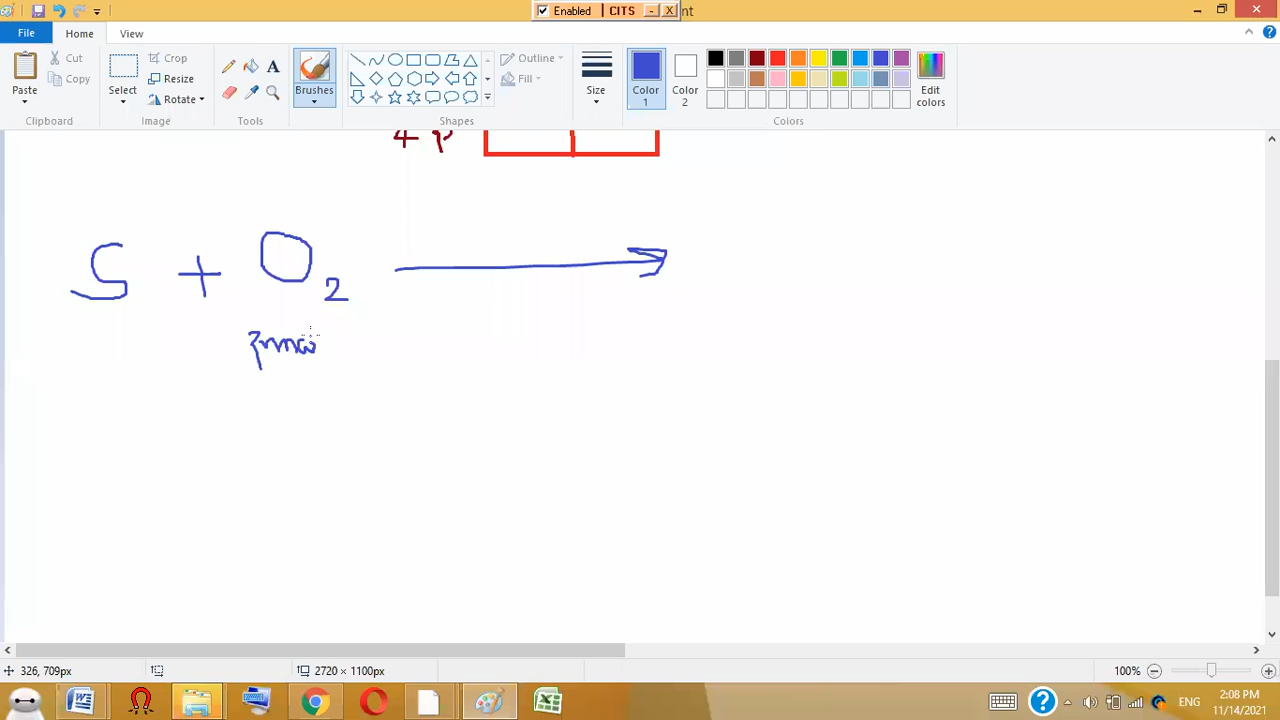 Enabled | CITS - X nt
File Home View
Paste Cut Copy Select Crop Resize Rotate Brushes Outline Fill Size Color 1 Color 2 Edit colors
Clipboard Image Tools Shapes Colors
4 p
S + O2 →
326, 709px 2720 × 1100px 100%
ENG 2:08 PM
11/14/2021